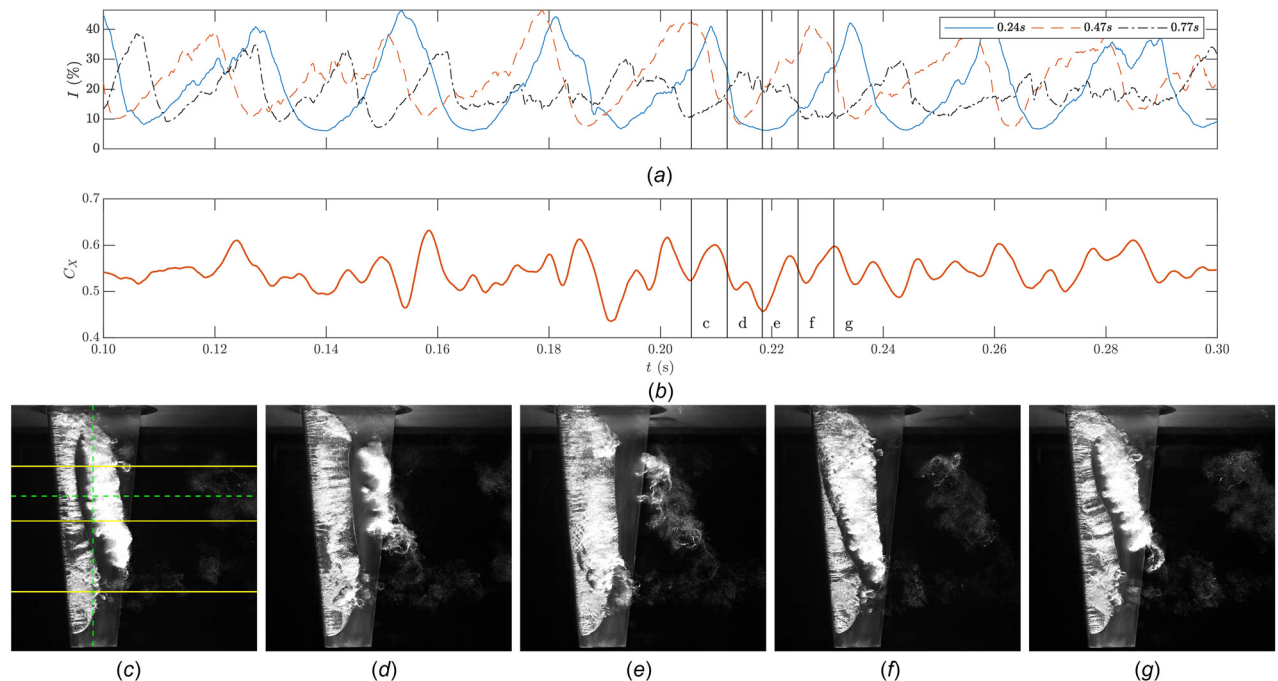 40
30
20
10
0
I (%)
0.24s
0.47s
0.77s
(a)
0.7
0.6
0.5
0.4
C_X
c
d
e
f
g
0.10
0.12
0.14
0.16
0.18
0.20
0.22
0.24
0.26
0.28
0.30
t (s)
(b)
(c)
(d)
(e)
(f)
(g)